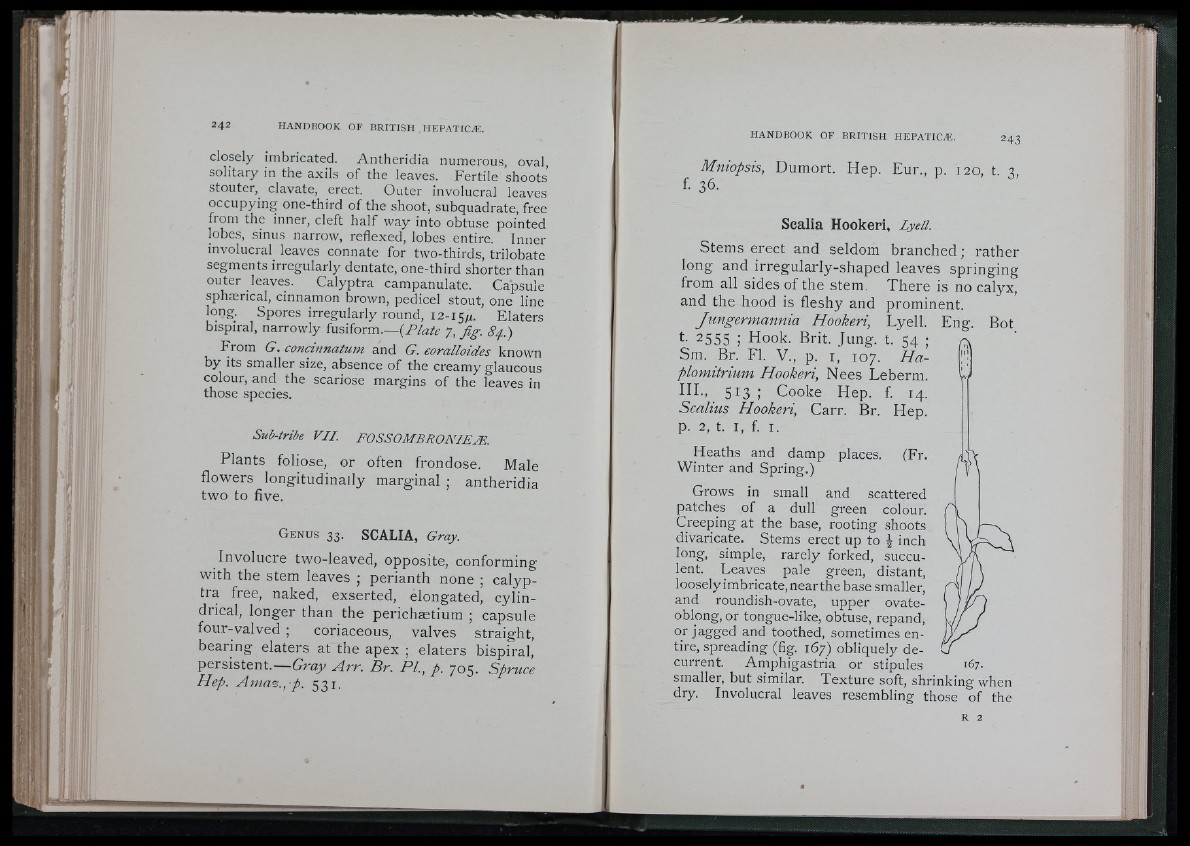 242 HANDBOOK OF BRITISH HEPATICÆ.
closely imbricated. Antheridia numerous, oval,
solitary in the axils of the leaves. Fertile shoots
stouter, clavate, erect. Outer involucral leaves
occupying one-third of the shoot, subquadrate, free
from the inner, cleft half way into obtuse pointed
lobes, sinus narrow, reflexed, lobes entire. Inner
involucral leaves connate for two-thirds, trilobate
segments irregularly dentate, one-third shorter than
outer leaves. Calyptra campanulate. Capsule
sphærical, cinnamon brown, pedicel stout, one line
long. Spores irregularly round, 12-15μ. Elaters
bispiral, narrowly fusiform.—(Plate 7, fig. 84.)
From G. concinnatum and G. coralloides known
by its smaller size, absence of the creamy glaucous
colour, and the scariose margins of the leaves in
those species.
Sub-tribe VII. FOSSOMBRONIEÆ.
Plants foliose, or often frondose. Male
flowers longitudinally marginal ; antheridia
two to five.
GENUS 33. SCALIA, Gray.
Involucre two-leaved, opposite, conforming
with the stem leaves ; perianth none ; calyp-
tra free, naked, exserted, elongated, cylin-
drical, longer than the perichætium ; capsule
four-valved ; coriaceous, valves straight,
bearing elaters at the apex ; elaters bispiral,
persistent.—Gray Arr. Br. Pl., p. 705. Spruce
Hep. Amaz., p. 531.
HANDBOOK OF BRITISH HEPATICÆ. 243
Mniopsis, Dumort. Hep. Eur., p. 120, t. 3,
f. 36.
Scalia Hookeri, Lyell.
Stems erect and seldom branched ; rather
long and irregularly-shaped leaves springing
from all sides of the stem. There is no calyx,
and the hood is fleshy and prominent.
Jungermannia Hookeri, Lyell. Eng. Bot.
t. 2555 ; Hook. Brit. Jung. t. 54 ;
Sm. Br. Fl. V., p. 1, 107. Ha-
plomitrium Hookeri, Nees Leberm.
III., 513 ; Cooke Hep. f. 14.
Scalius Hookeri, Carr. Br. Hep.
p. 2, t. 1, f. 1.
Heaths and damp places. (Fr.
Winter and Spring.)
Grows in small and scattered
patches of a dull green colour.
Creeping at the base, rooting shoots
divaricate. Stems erect up to ½ inch
long, simple, rarely forked, succu-
lent. Leaves pale green, distant,
loosely imbricate, near the base smaller,
and roundish-ovate, upper ovate-
oblong, or tongue-like, obtuse, repand,
or jagged and toothed, sometimes en-
tire, spreading (fig. 167) obliquely de-
current. Amphigastria or stipules
167.
smaller, but similar. Texture soft, shrinking when
dry. Involucral leaves resembling those of the
R 2